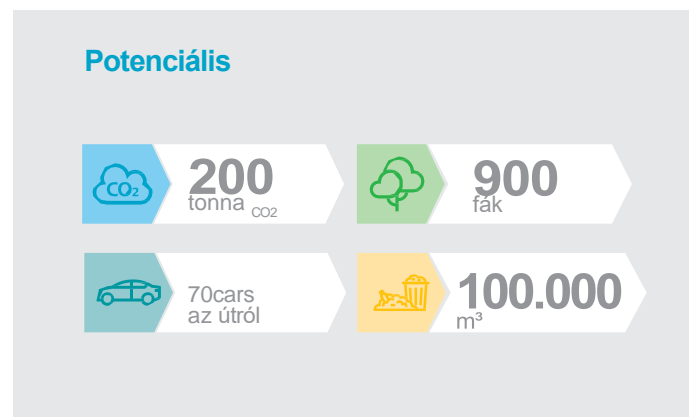 Potenciális
CO2
200
tonna CO2
900
fák
70cars
az útról
100.000
m³